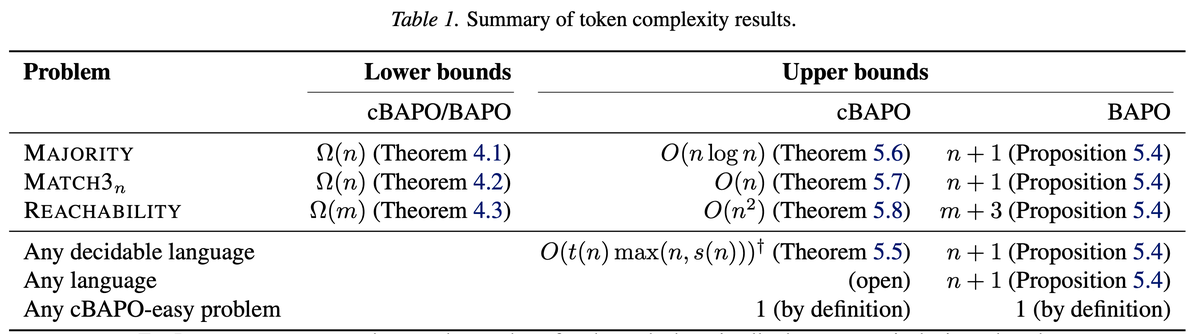 Table 1. Summary of token complexity results.
Problem Lower bounds Upper bounds
cBAPO/BAPO cBAPO BAPO
MAJORITY Ω(n) (Theorem 4.1) O(n log n) (Theorem 5.6) n + 1 (Proposition 5.4)
MATCH3ₙ Ω(n) (Theorem 4.2) O(n) (Theorem 5.7) n + 1 (Proposition 5.4)
REACHABILITY Ω(m) (Theorem 4.3) O(n²) (Theorem 5.8) m + 3 (Proposition 5.4)
Any decidable language O(t(n) max(n, s(n)))† (Theorem 5.5) n + 1 (Proposition 5.4)
Any language (open) n + 1 (Proposition 5.4)
Any cBAPO-easy problem 1 (by definition) 1 (by definition)